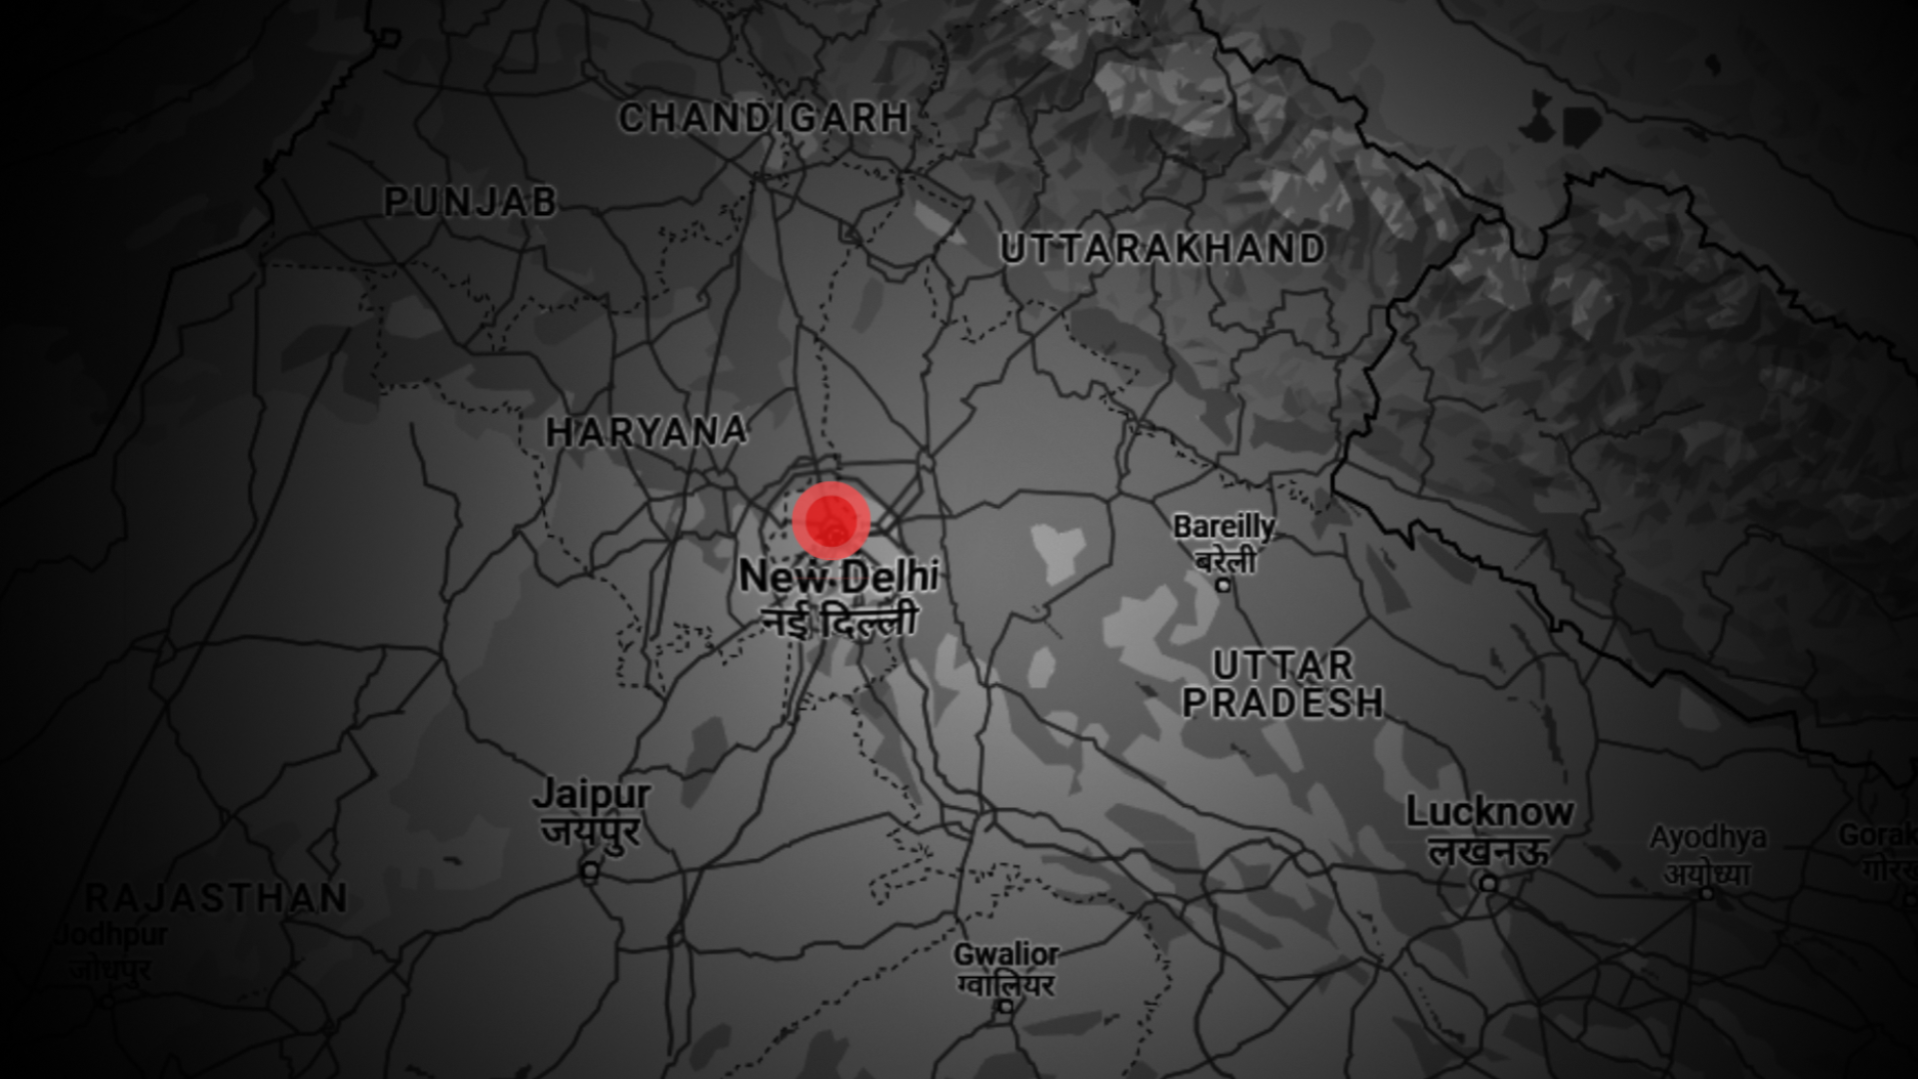 CHANDIGARH
PUNJAB
UTTARAKHAND
HARYANA
New Delhi
नई दिल्ली
Bareilly
बरेली
UTTAR
PRADESH
Jaipur
जयपुर
Lucknow
लखनऊ
Ayodhya
अयोध्या
RAJASTHAN
Jodhpur
जोधपुर
Gwalior
ग्वालियर